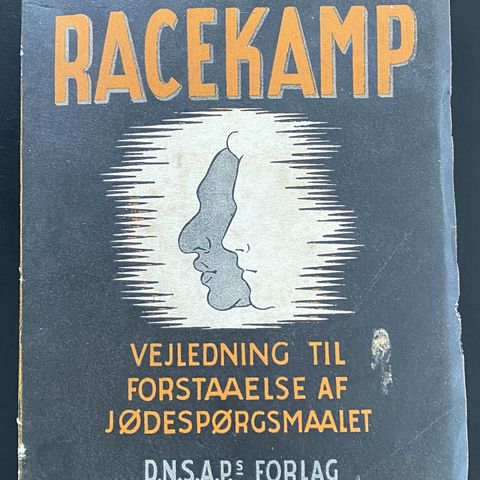 RACEKAMP
VEJLEDNING TIL
FORSTAAELSE AF
JØDESPØRGSMAALET
D.N.S.A.P.s FORLAG